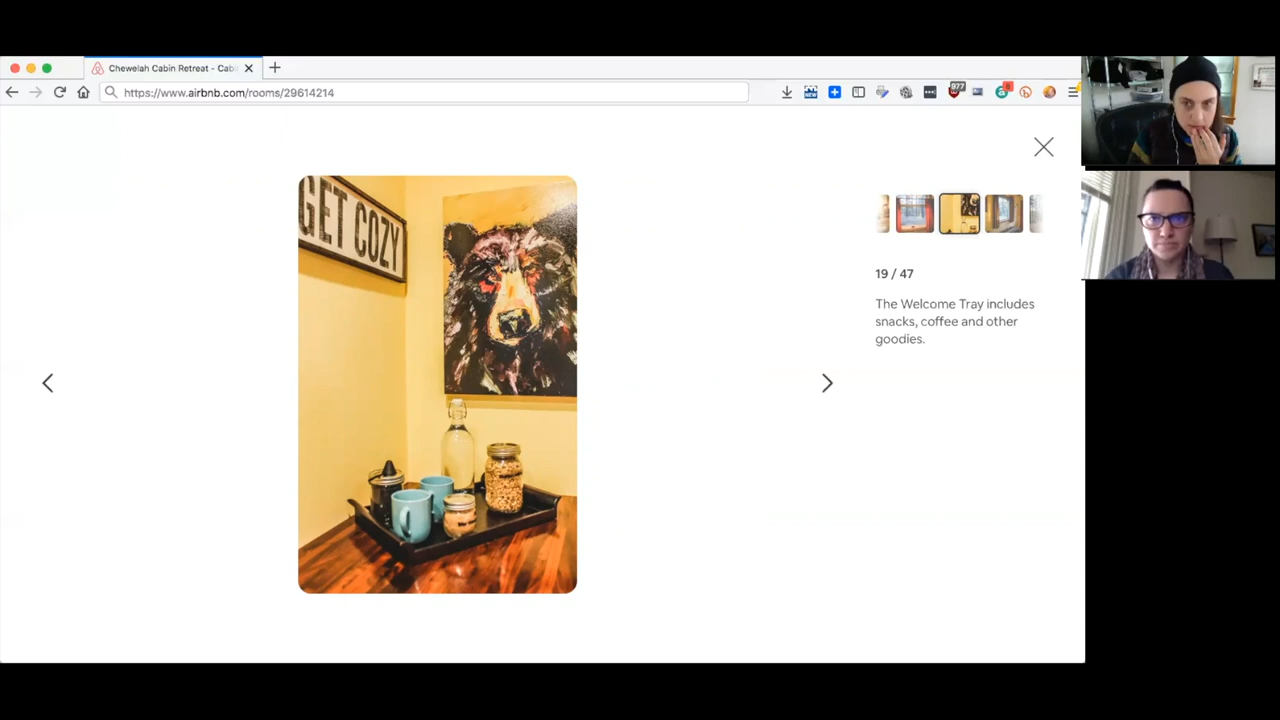 Chewelah Cabin Retreat - Cab
https://www.airbnb.com/rooms/29614214
977
GET COZY
19 / 47
The Welcome Tray includes
snacks, coffee and other
goodies.